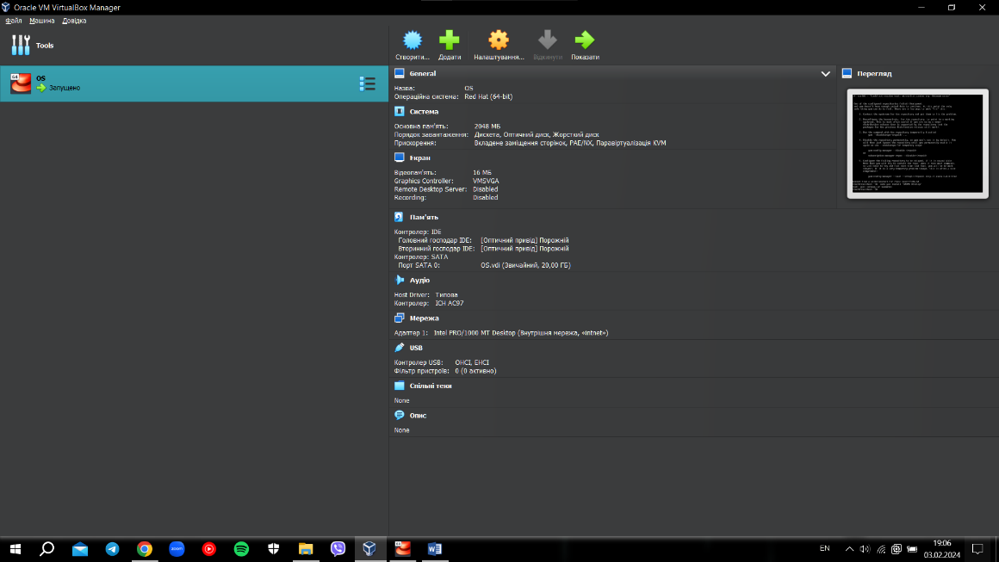 Oracle VM VirtualBox Manager
Файл Машина Довідка
Tools
Створити... Додати Налаштування... Відкинути Показати
64 OS
Запущено
General
Назва: OS
Операційна система: Red Hat (64-bit)
Система
Основна пам'ять: 2048 МБ
Порядок завантаження: Дискета, Оптичний диск, Жорсткий диск
Прискорення: Вкладене заміщення сторінок, PAE/NX, Паравіртуалізація KVM
Екран
Відеопам'ять: 16 МБ
Graphics Controller: VMSVGA
Remote Desktop Server: Disabled
Recording: Disabled
Пам'ять
Контролер: IDE
Головний господар IDE: [Оптичний привід] Порожній
Вторинний господар IDE: [Оптичний привід] Порожній
Контролер: SATA
Порт SATA 0: OS.vdi (Звичайний, 20,00 ГБ)
Аудіо
Host Driver: Типова
Контролер: ICH AC97
Мережа
Адаптер 1: Intel PRO/1000 MT Desktop (Внутрішня мережа, «intnet»)
USB
Контролер USB: OHCI, EHCI
Фільтр пристроїв: 0 (0 активно)
Спільні теки
None
Опис
None
Перегляд
zoom
64
EN
19:06
03.02.2024